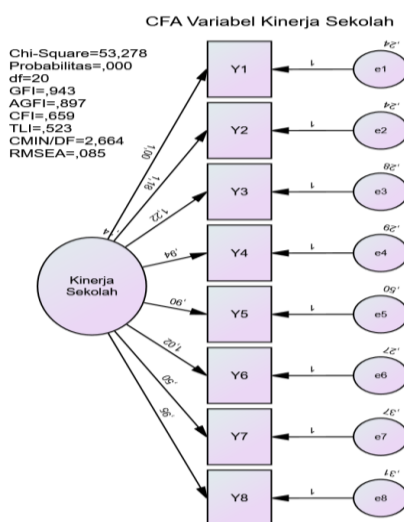 CFA Variabel Kinerja Sekolah
Chi-Square=53,278
Probabilitas=,000
df=20
GFI=,943
AGFI=,897
CFI=,659
TLI=,523
CMIN/DF=2,664
RMSEA=,085
,24
Y1
1
e1
1,00
,24
Y2
1
e2
1,18
,28
Y3
1
e3
1,22
,29
Y4
1
e4
,94
Kinerja
Sekolah
,50
Y5
1
e5
,90
,27
Y6
1
e6
1,02
,37
Y7
1
e7
,50
,31
Y8
1
e8